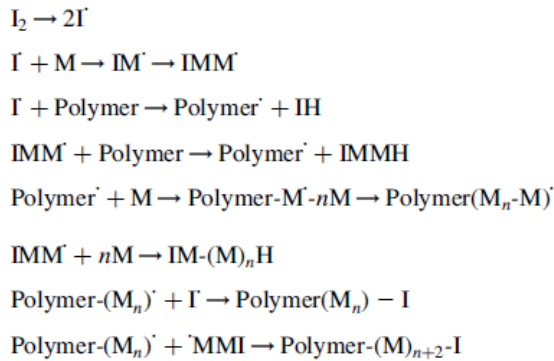 I₂ → 2I˙
I˙ + M → IM˙ → IMM˙
I˙ + Polymer → Polymer˙ + IH
IMM˙ + Polymer → Polymer˙ + IMMH
Polymer˙ + M → Polymer-M˙-nM → Polymer(Mₙ-M)˙
IMM˙ + nM → IM-(M)ₙH
Polymer-(Mₙ)˙ + I˙ → Polymer(Mₙ) − I
Polymer-(Mₙ)˙ + ˙MMI → Polymer-(M)ₙ₊₂-I